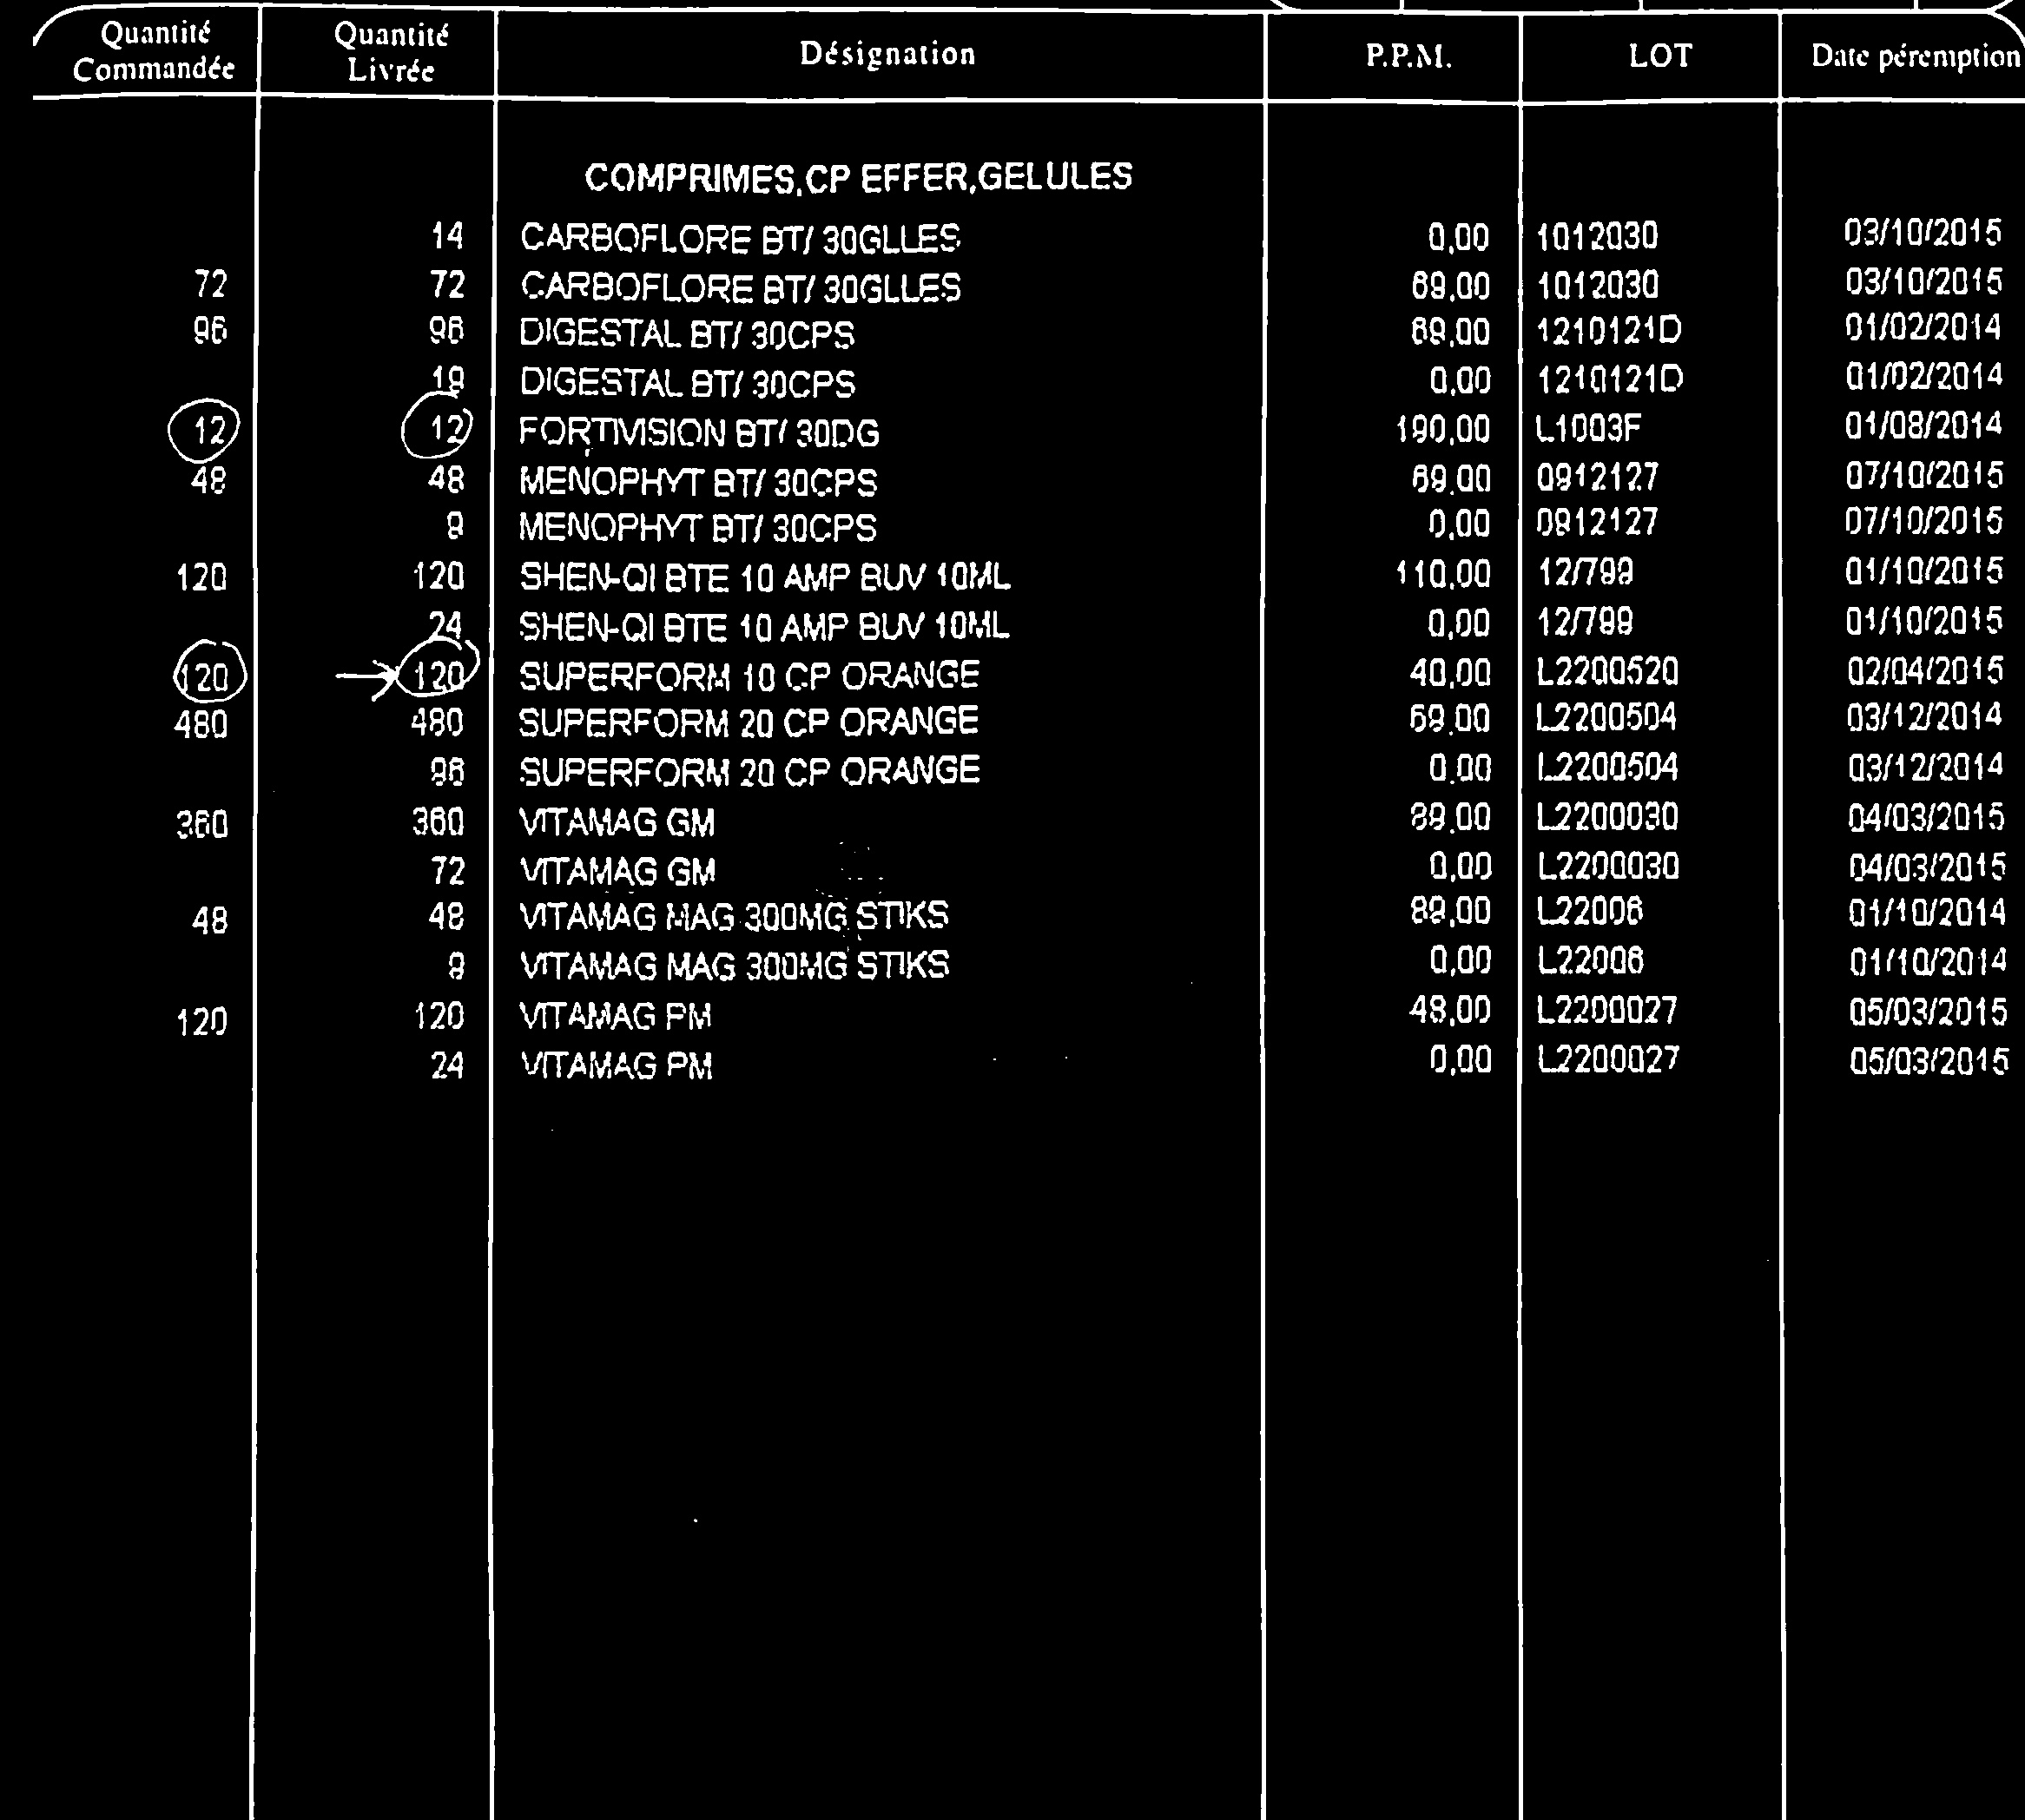 Quantité Commandée Quantité Livrée Désignation P.P.M. LOT Date péremption
COMPRIMES,CP EFFER,GELULES
14 CARBOFLORE BT/ 30GLLES 0,00 1012030 03/10/2015
72 72 CARBOFLORE BT/ 30GLLES 69,00 1012030 03/10/2015
96 96 DIGESTAL BT/ 30CPS 69,00 1210121D 01/02/2014
19 DIGESTAL BT/ 30CPS 0,00 1210121D 01/02/2014
12 12 FORTIVISION BT/ 30DG 190,00 L1003F 01/08/2014
48 48 MENOPHYT BT/ 30CPS 69,00 0912127 07/10/2015
9 MENOPHYT BT/ 30CPS 0,00 0912127 07/10/2015
120 120 SHEN-QI BTE 10 AMP BUV 10ML 110,00 12/799 01/10/2015
24 SHEN-QI BTE 10 AMP BUV 10ML 0,00 12/799 01/10/2015
120 120 SUPERFORM 10 CP ORANGE 40,00 L2200520 02/04/2015
480 480 SUPERFORM 20 CP ORANGE 69,00 L2200504 03/12/2014
96 SUPERFORM 20 CP ORANGE 0,00 L2200504 03/12/2014
360 360 VITAMAG GM 89,00 L2200030 04/03/2015
72 VITAMAG GM 0,00 L2200030 04/03/2015
48 48 VITAMAG MAG 300MG STIKS 89,00 L22006 01/10/2014
9 VITAMAG MAG 300MG STIKS 0,00 L22006 01/10/2014
120 120 VITAMAG PM 48,00 L2200027 05/03/2015
24 VITAMAG PM 0,00 L2200027 05/03/2015